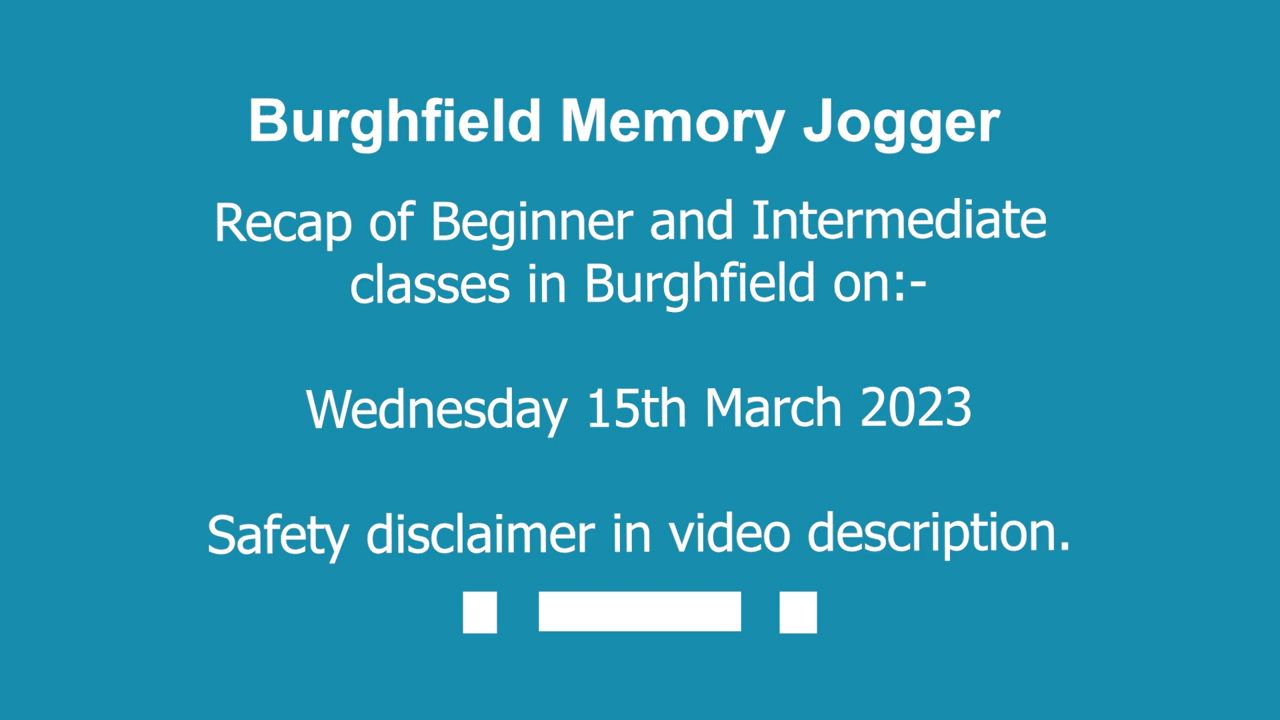 Burghfield Memory Jogger
Recap of Beginner and Intermediate
classes in Burghfield on:-
Wednesday 15th March 2023
Safety disclaimer in video description.